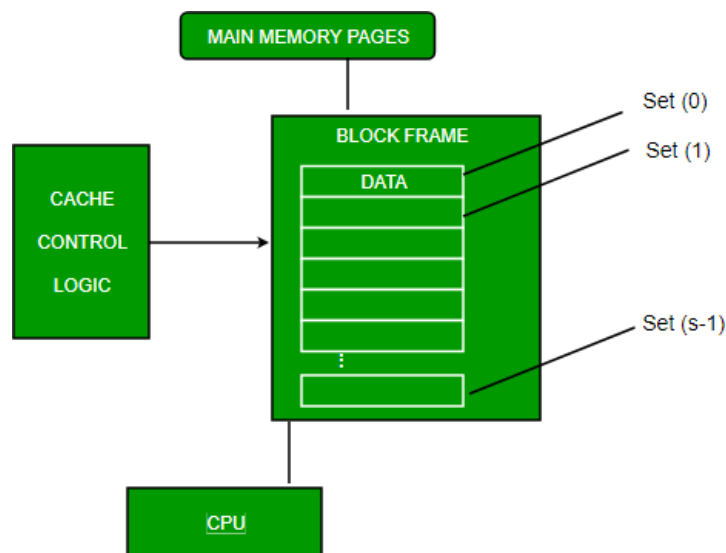 MAIN MEMORY PAGES
Set (0)
BLOCK FRAME
Set (1)
DATA
CACHE
CONTROL
LOGIC
Set (s-1)
CPU